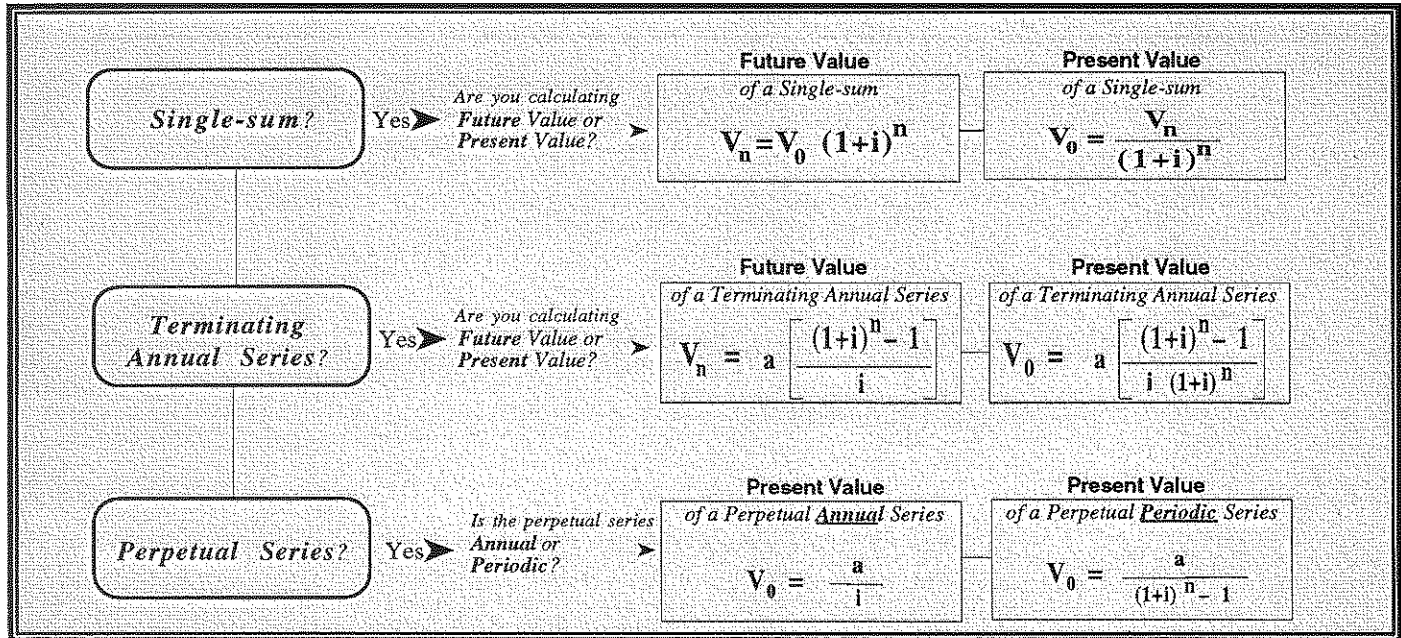 Single-sum?
Yes
Are you calculating
Future Value or
Present Value?
Future Value
of a Single-sum
Vn=V0 (1+i)^n
Present Value
of a Single-sum
V0 = Vn / (1+i)^n
Terminating
Annual Series?
Yes
Are you calculating
Future Value or
Present Value?
Future Value
of a Terminating Annual Series
Vn = a [ (1+i)^n - 1 / i ]
Present Value
of a Terminating Annual Series
V0 = a [ (1+i)^n - 1 / i (1+i)^n ]
Perpetual Series?
Yes
Is the perpetual series
Annual or
Periodic?
Present Value
of a Perpetual Annual Series
V0 = a / i
Present Value
of a Perpetual Periodic Series
V0 = a / (1+i)^n - 1